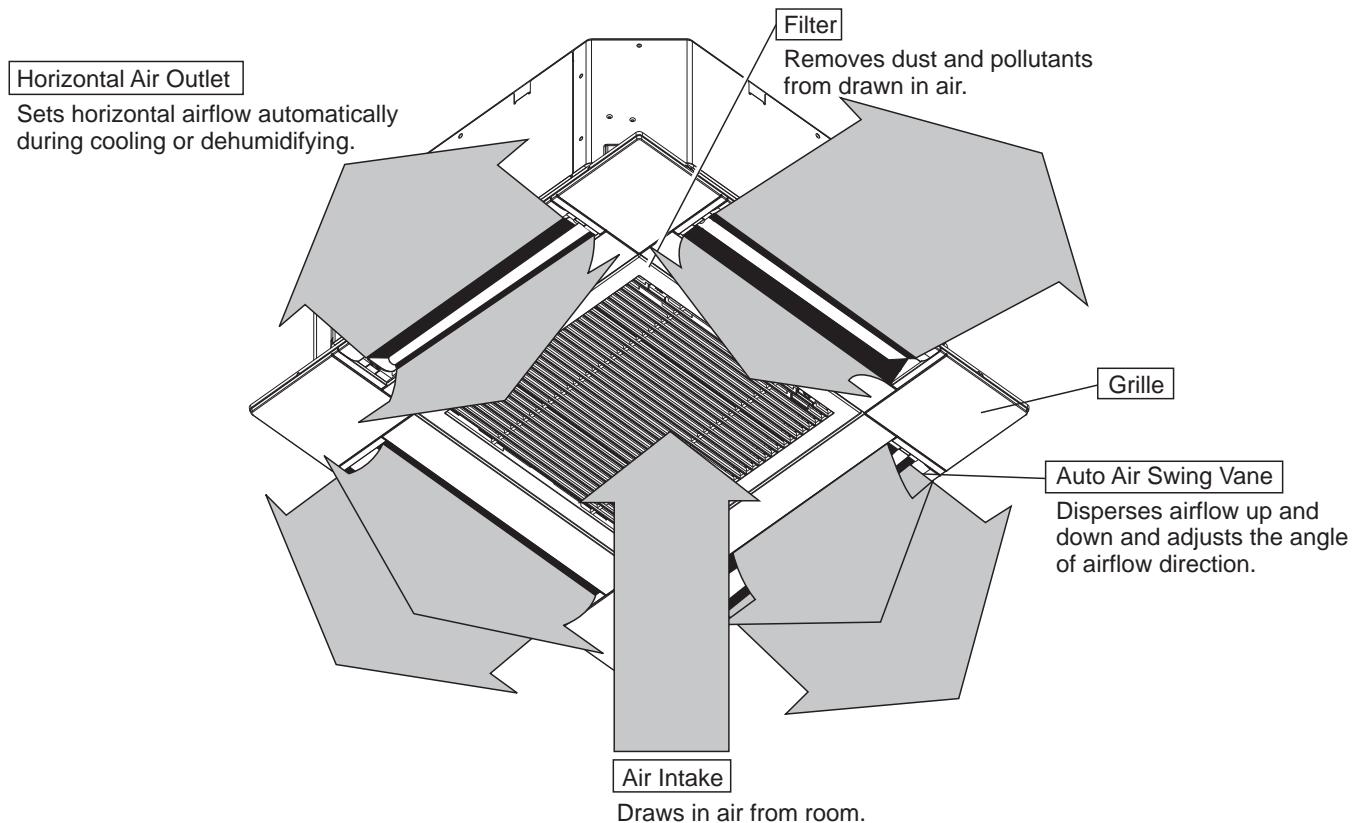 Filter
Removes dust and pollutants
from drawn in air.
Horizontal Air Outlet
Sets horizontal airflow automatically
during cooling or dehumidifying.
Grille
Auto Air Swing Vane
Disperses airflow up and
down and adjusts the angle
of airflow direction.
Air Intake
Draws in air from room.